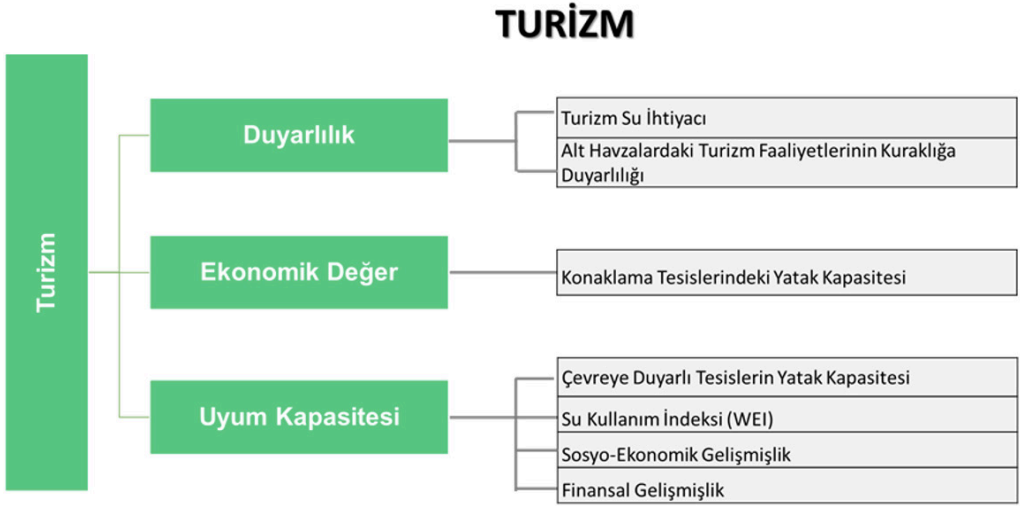 TURİZM
Turizm
Duyarlılık
Turizm Su İhtiyacı
Alt Havzalardaki Turizm Faaliyetlerinin Kuraklığa
Duyarlılığı
Ekonomik Değer
Konaklama Tesislerindeki Yatak Kapasitesi
Uyum Kapasitesi
Çevreye Duyarlı Tesislerin Yatak Kapasitesi
Su Kullanım İndeksi (WEI)
Sosyo-Ekonomik Gelişmişlik
Finansal Gelişmişlik